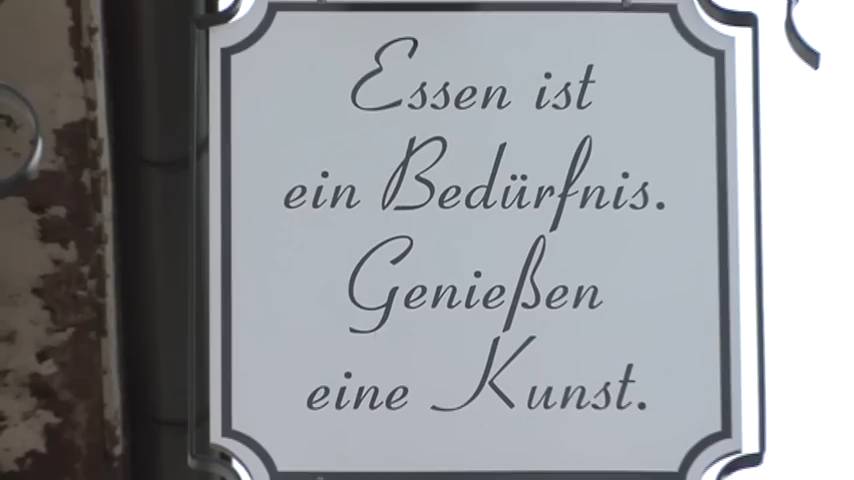 Essen ist
ein Bedürfnis.
Genießen
eine Kunst.